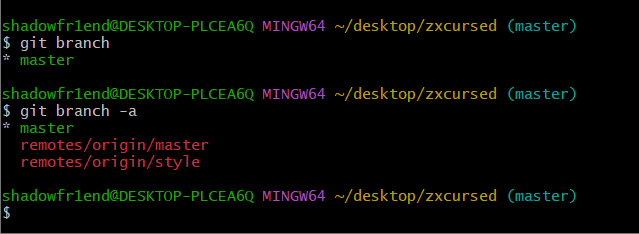 shadowfr1end@DESKTOP-PLCEA6Q MINGW64 ~/desktop/zxcursed (master)
$ git branch
* master
shadowfr1end@DESKTOP-PLCEA6Q MINGW64 ~/desktop/zxcursed (master)
$ git branch -a
* master
  remotes/origin/master
  remotes/origin/style
shadowfr1end@DESKTOP-PLCEA6Q MINGW64 ~/desktop/zxcursed (master)
$